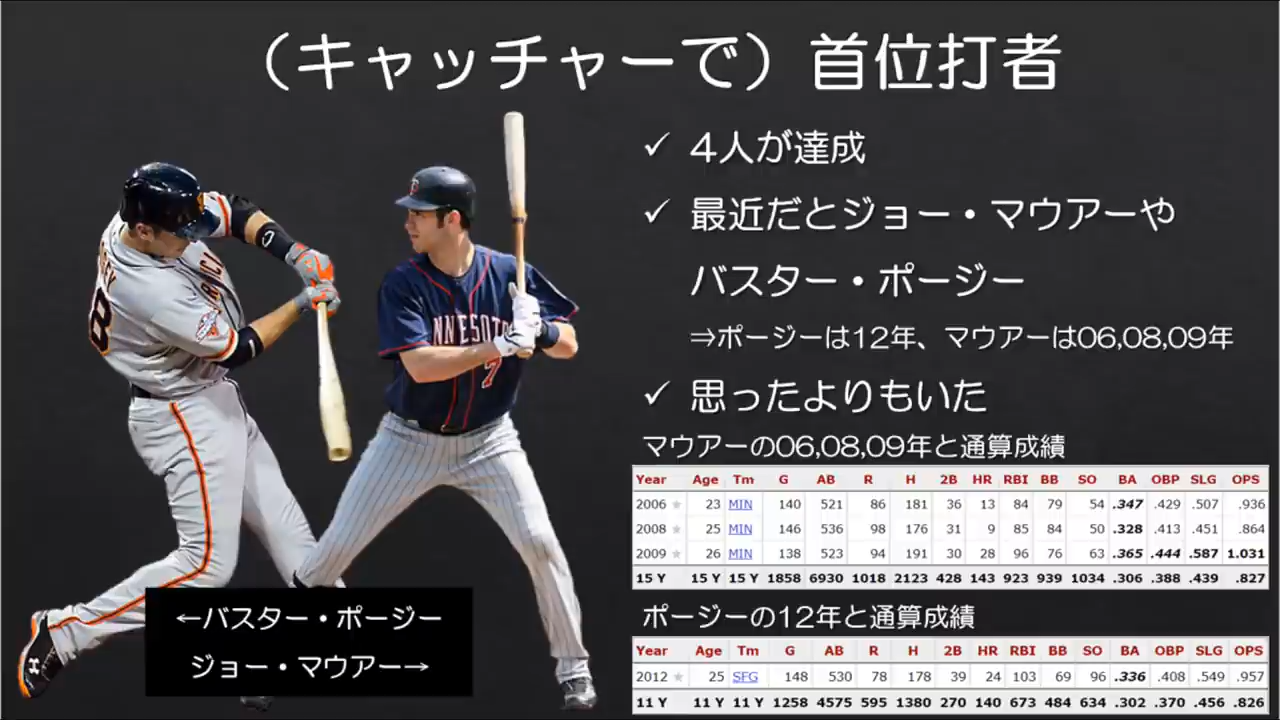 （キャッチャーで）首位打者
✓ 4人が達成
✓ 最近だとジョー・マウアーや
バスター・ポージー
⇒ポージーは12年、マウアーは06,08,09年
✓ 思ったよりもいた
マウアーの06,08,09年と通算成績
Year Age Tm G AB R H 2B HR RBI BB SO BA OBP SLG OPS
2006 ★ 23 MIN 140 521 86 181 36 13 84 79 54 .347 .429 .507 .936
2008 ★ 25 MIN 146 536 98 176 31 9 85 84 50 .328 .413 .451 .864
2009 ★ 26 MIN 138 523 94 191 30 28 96 76 63 .365 .444 .587 1.031
15 Y 15 Y 15 Y 1858 6930 1018 2123 428 143 923 939 1034 .306 .388 .439 .827
ポージーの12年と通算成績
Year Age Tm G AB R H 2B HR RBI BB SO BA OBP SLG OPS
2012 ★ 25 SFG 148 530 78 178 39 24 103 69 96 .336 .408 .549 .957
11 Y 11 Y 11 Y 1258 4575 595 1380 270 140 673 484 634 .302 .370 .456 .826
←バスター・ポージー
ジョー・マウアー→
8
NNESOT
7